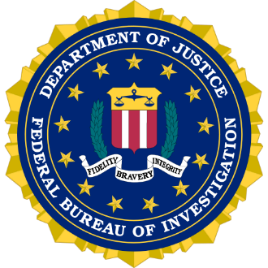 DEPARTMENT OF JUSTICE
FIDELITY
BRAVERY
INTEGRITY
FEDERAL BUREAU OF INVESTIGATION